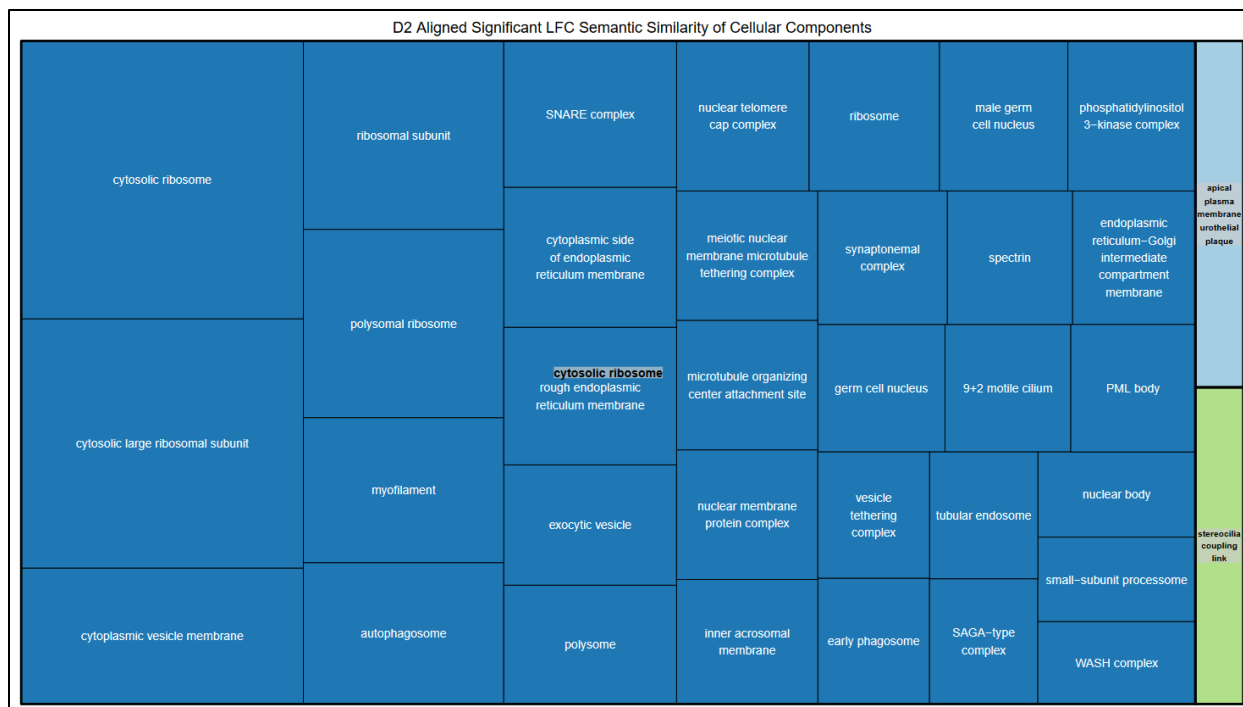 D2 Aligned Significant LFC Semantic Similarity of Cellular Components
cytosolic ribosome
cytosolic large ribosomal subunit
cytoplasmic vesicle membrane
ribosomal subunit
polysomal ribosome
myofilament
autophagosome
SNARE complex
cytoplasmic side
of endoplasmic
reticulum membrane
cytosolic ribosome
rough endoplasmic
reticulum membrane
exocytic vesicle
polysome
nuclear telomere
cap complex
ribosome
male germ
cell nucleus
phosphatidylinositol
3−kinase complex
meiotic nuclear
membrane microtubule
tethering complex
synaptonemal
complex
spectrin
endoplasmic
reticulum−Golgi
intermediate
compartment
membrane
microtubule organizing
center attachment site
germ cell nucleus
9+2 motile cilium
PML body
nuclear membrane
protein complex
vesicle
tethering
complex
tubular endosome
nuclear body
small−subunit processome
inner acrosomal
membrane
early phagosome
SAGA−type
complex
WASH complex
apical
plasma
membrane
urothelial
plaque
stereocilia
coupling
link